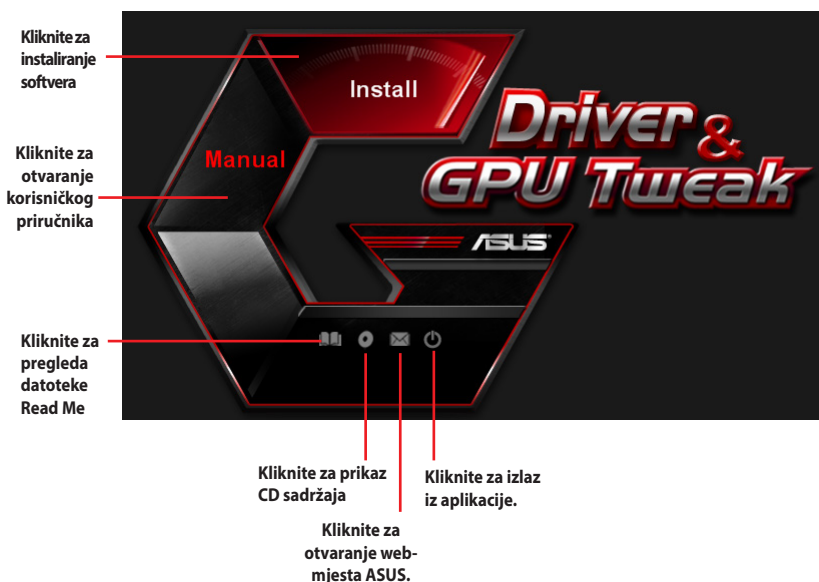 Kliknite za
instaliranje
softvera
Install
Driver &
GPU Tweak
Manual
Kliknite za
otvaranje
korisničkog
priručnika
ASUS
Kliknite za
pregleda
datoteke
Read Me
Kliknite za prikaz
CD sadržaja
Kliknite za izlaz
iz aplikacije.
Kliknite za
otvaranje web-
mjesta ASUS.